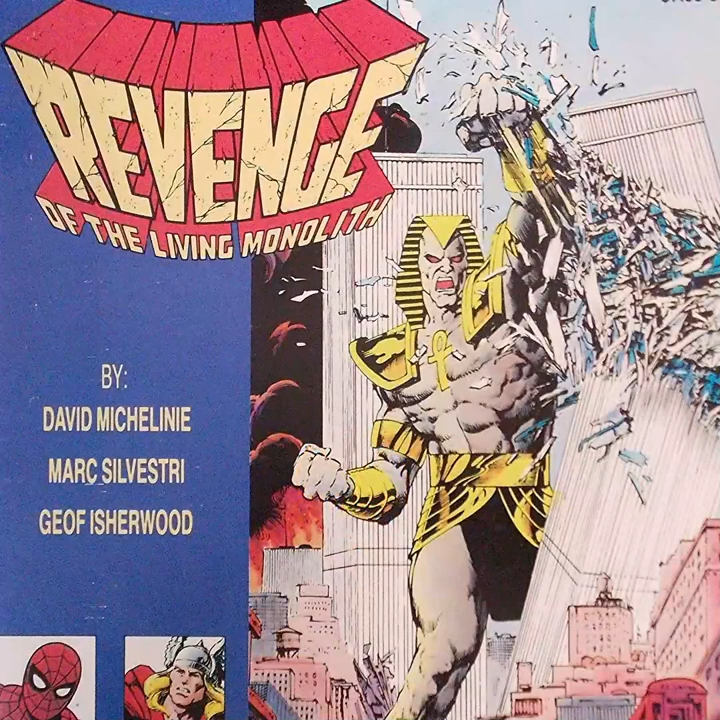 REVENGE
OF THE LIVING MONOLITH
BY:
DAVID MICHELINIE
MARC SILVESTRI
GEOF ISHERWOOD